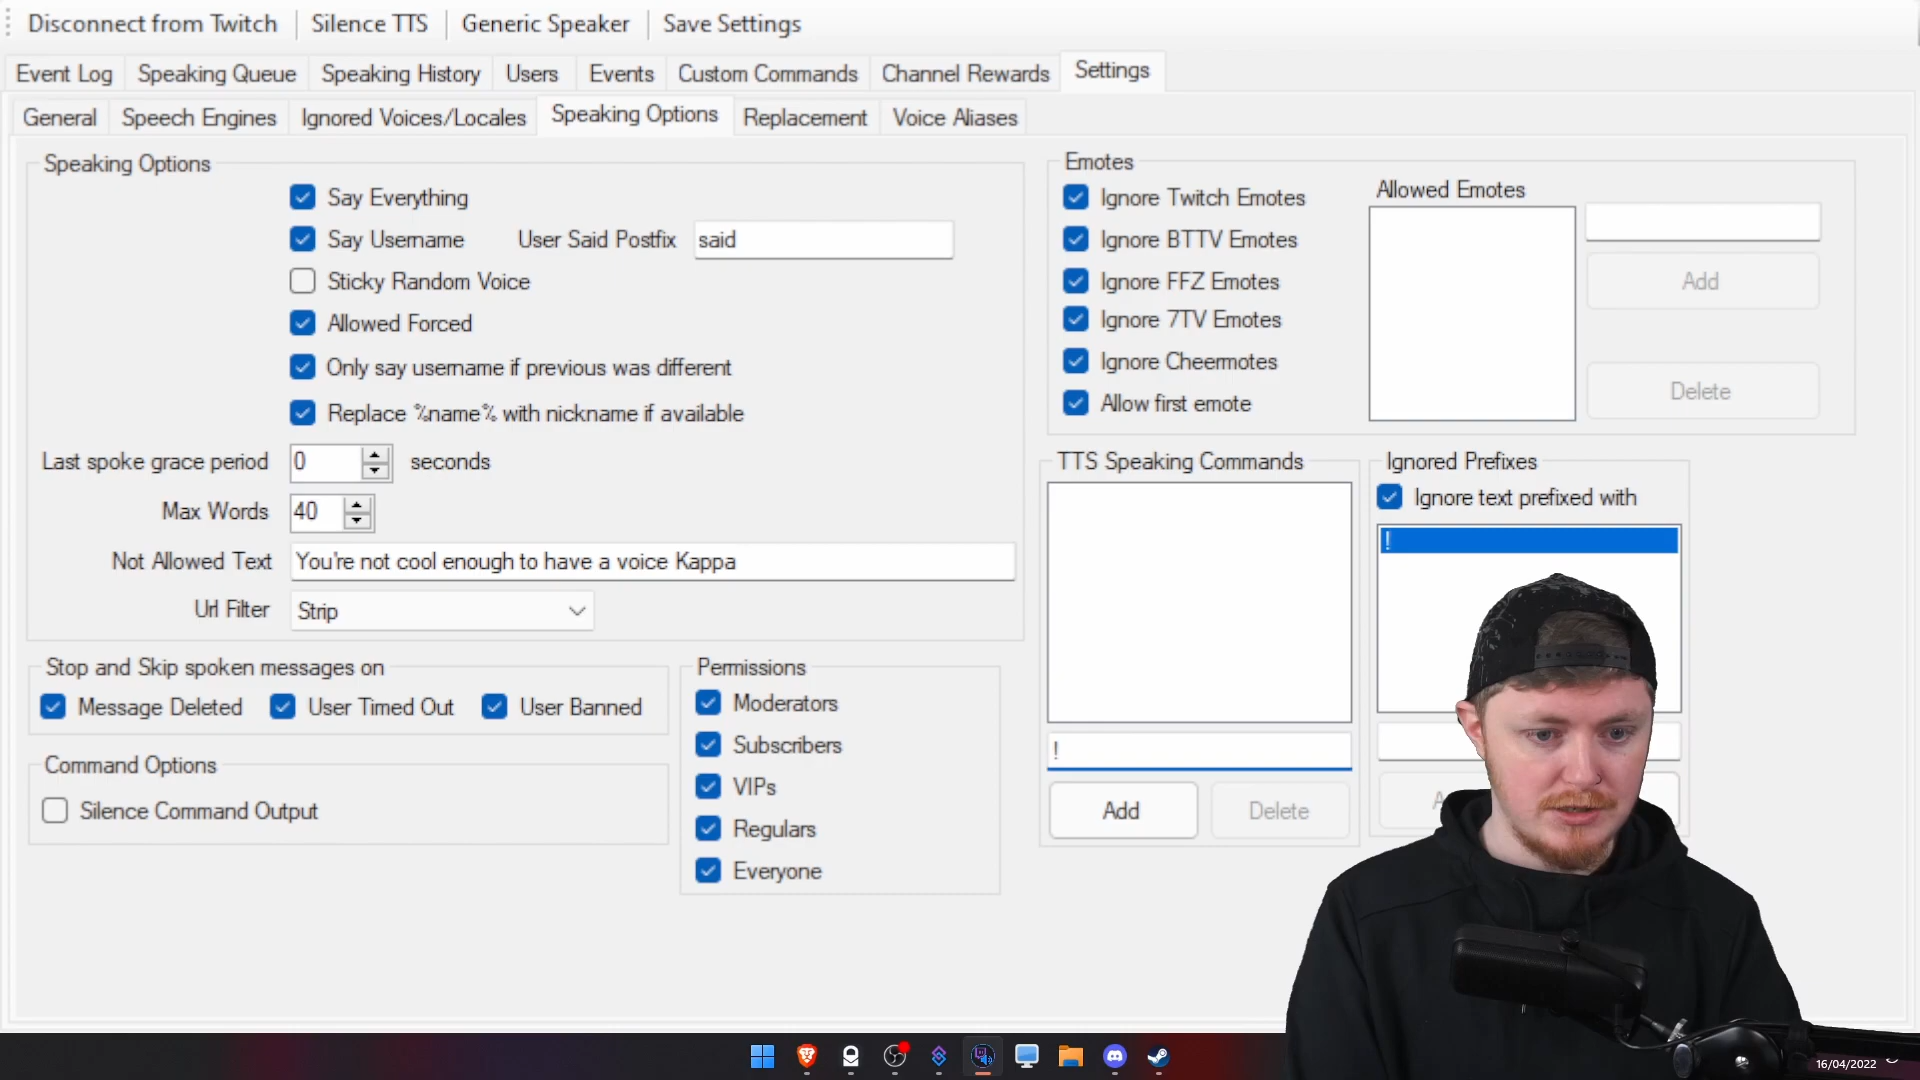 Disconnect from Twitch
Silence TTS
Generic Speaker
Save Settings
Event Log
Speaking Queue
Speaking History
Users
Events
Custom Commands
Channel Rewards
Settings
General
Speech Engines
Ignored Voices/Locales
Speaking Options
Replacement
Voice Aliases
Speaking Options
Say Everything
Say Username
User Said Postfix
said
Sticky Random Voice
Allowed Forced
Only say username if previous was different
Replace %name% with nickname if available
Last spoke grace period
0
seconds
Max Words
40
Not Allowed Text
You're not cool enough to have a voice Kappa
Url Filter
Strip
Stop and Skip spoken messages on
Message Deleted
User Timed Out
User Banned
Command Options
Silence Command Output
Permissions
Moderators
Subscribers
VIPs
Regulars
Everyone
Emotes
Ignore Twitch Emotes
Ignore BTTV Emotes
Ignore FFZ Emotes
Ignore 7TV Emotes
Ignore Cheermotes
Allow first emote
Allowed Emotes
Add
Delete
TTS Speaking Commands
!
Add
Delete
Ignored Prefixes
Ignore text prefixed with
!
16/04/2022